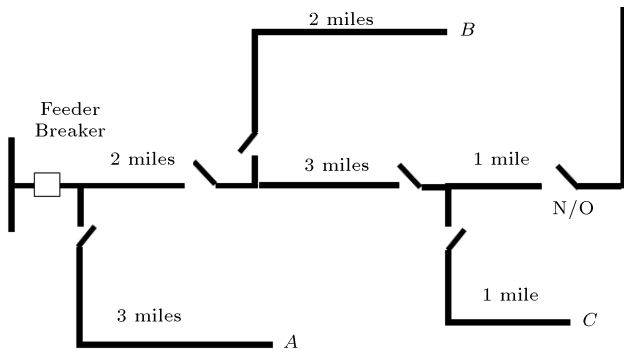 2 miles
B
Feeder
Breaker
2 miles
3 miles
1 mile
N/O
3 miles
A
1 mile
C